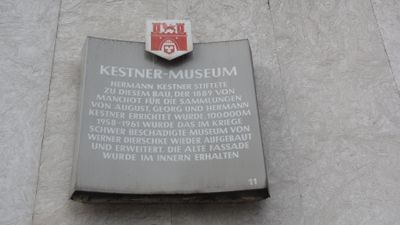 KESTNER-MUSEUM
HERMANN KESTNER STIFTETE
ZU DIESEM BAU, DER 1889 VON
MANCHOT FÜR DIE SAMMLUNGEN
VON AUGUST, GEORG UND HERMANN
KESTNER ERRICHTET WURDE, 100000 M
1958-1961 WURDE DAS IM KRIEGE
SCHWER BESCHÄDIGTE MUSEUM VON
WERNER DIERSCHKE WIEDER AUFGEBAUT
UND ERWEITERT. DIE ALTE FASSADE
WURDE IM INNERN ERHALTEN
11